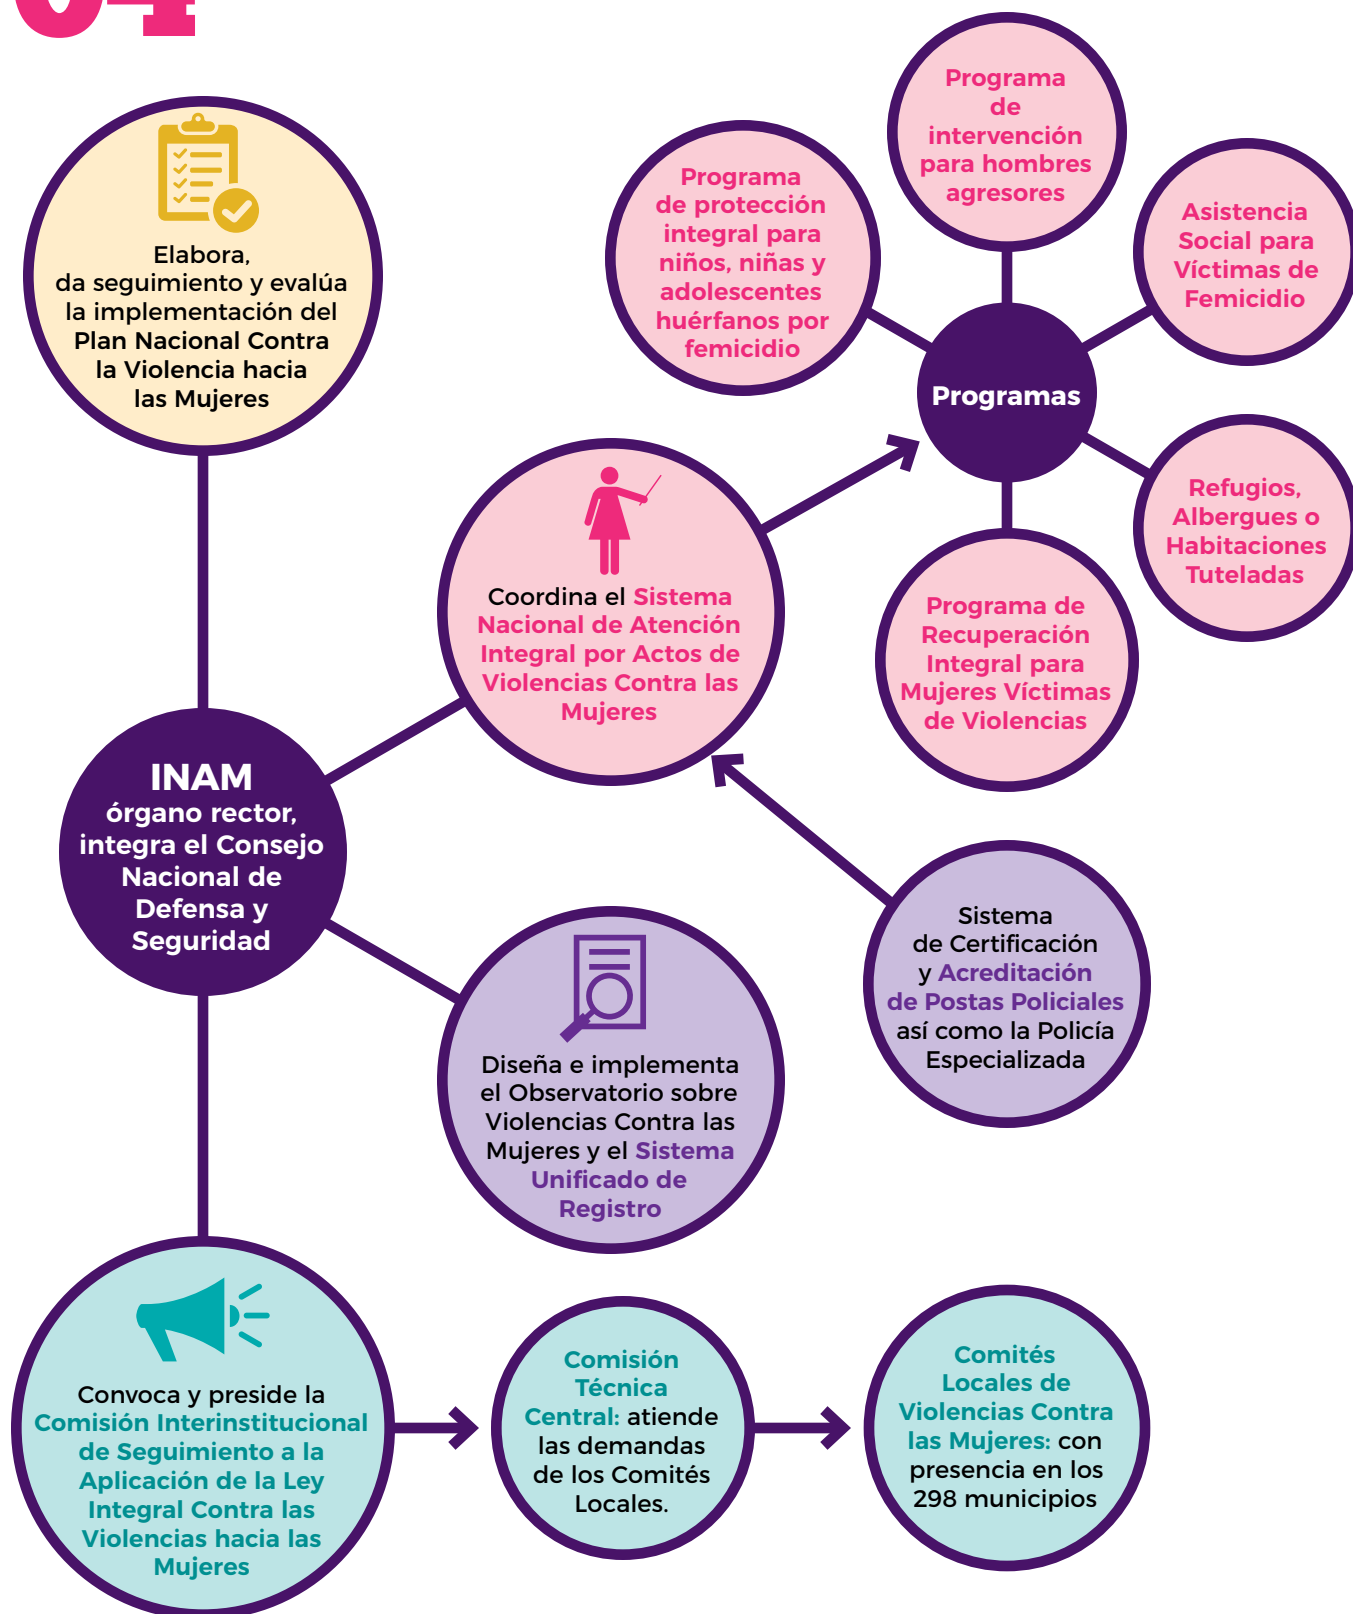 04
Elabora,
da seguimiento y evalúa
la implementación del
Plan Nacional Contra
la Violencia hacia
las Mujeres
INAM
órgano rector,
integra el Consejo
Nacional de
Defensa y
Seguridad
Coordina el Sistema
Nacional de Atención
Integral por Actos de
Violencias Contra las
Mujeres
Programas
Programa
de protección
integral para
niños, niñas y
adolescentes
huérfanos por
femicidio
Programa
de
intervención
para hombres
agresores
Asistencia
Social para
Víctimas de
Femicidio
Refugios,
Albergues o
Habitaciones
Tuteladas
Programa de
Recuperación
Integral para
Mujeres Víctimas
de Violencias
Sistema
de Certificación
y Acreditación
de Postas Policiales
así como la Policía
Especializada
Diseña e implementa
el Observatorio sobre
Violencias Contra las
Mujeres y el Sistema
Unificado de
Registro
Convoca y preside la
Comisión Interinstitucional
de Seguimiento a la
Aplicación de la Ley
Integral Contra las
Violencias hacia las
Mujeres
Comisión
Técnica
Central: atiende
las demandas
de los Comités
Locales.
Comités
Locales de
Violencias Contra
las Mujeres: con
presencia en los
298 municipios